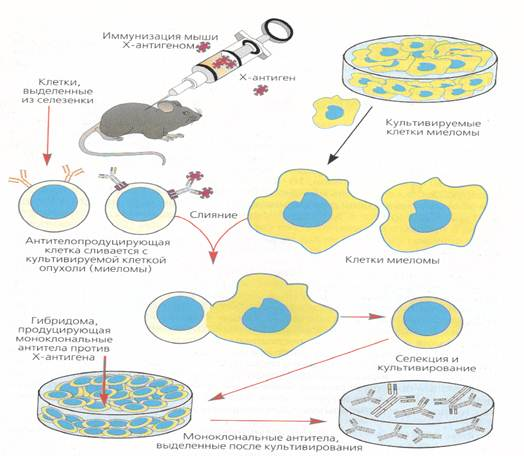 Иммунизация мыши
Х-антигеном
Х-антиген
Клетки,
выделенные
из селезенки
Культивируемые
клетки миеломы
Слияние
Антителопродуцирующая
клетка сливается с
культивируемой клеткой
опухоли (миеломы)
Клетки миеломы
Гибридома,
продуцирующая
моноклональные
антитела против
Х-антигена
Селекция и
культивирование
Моноклональные антитела,
выделенные после культивирования